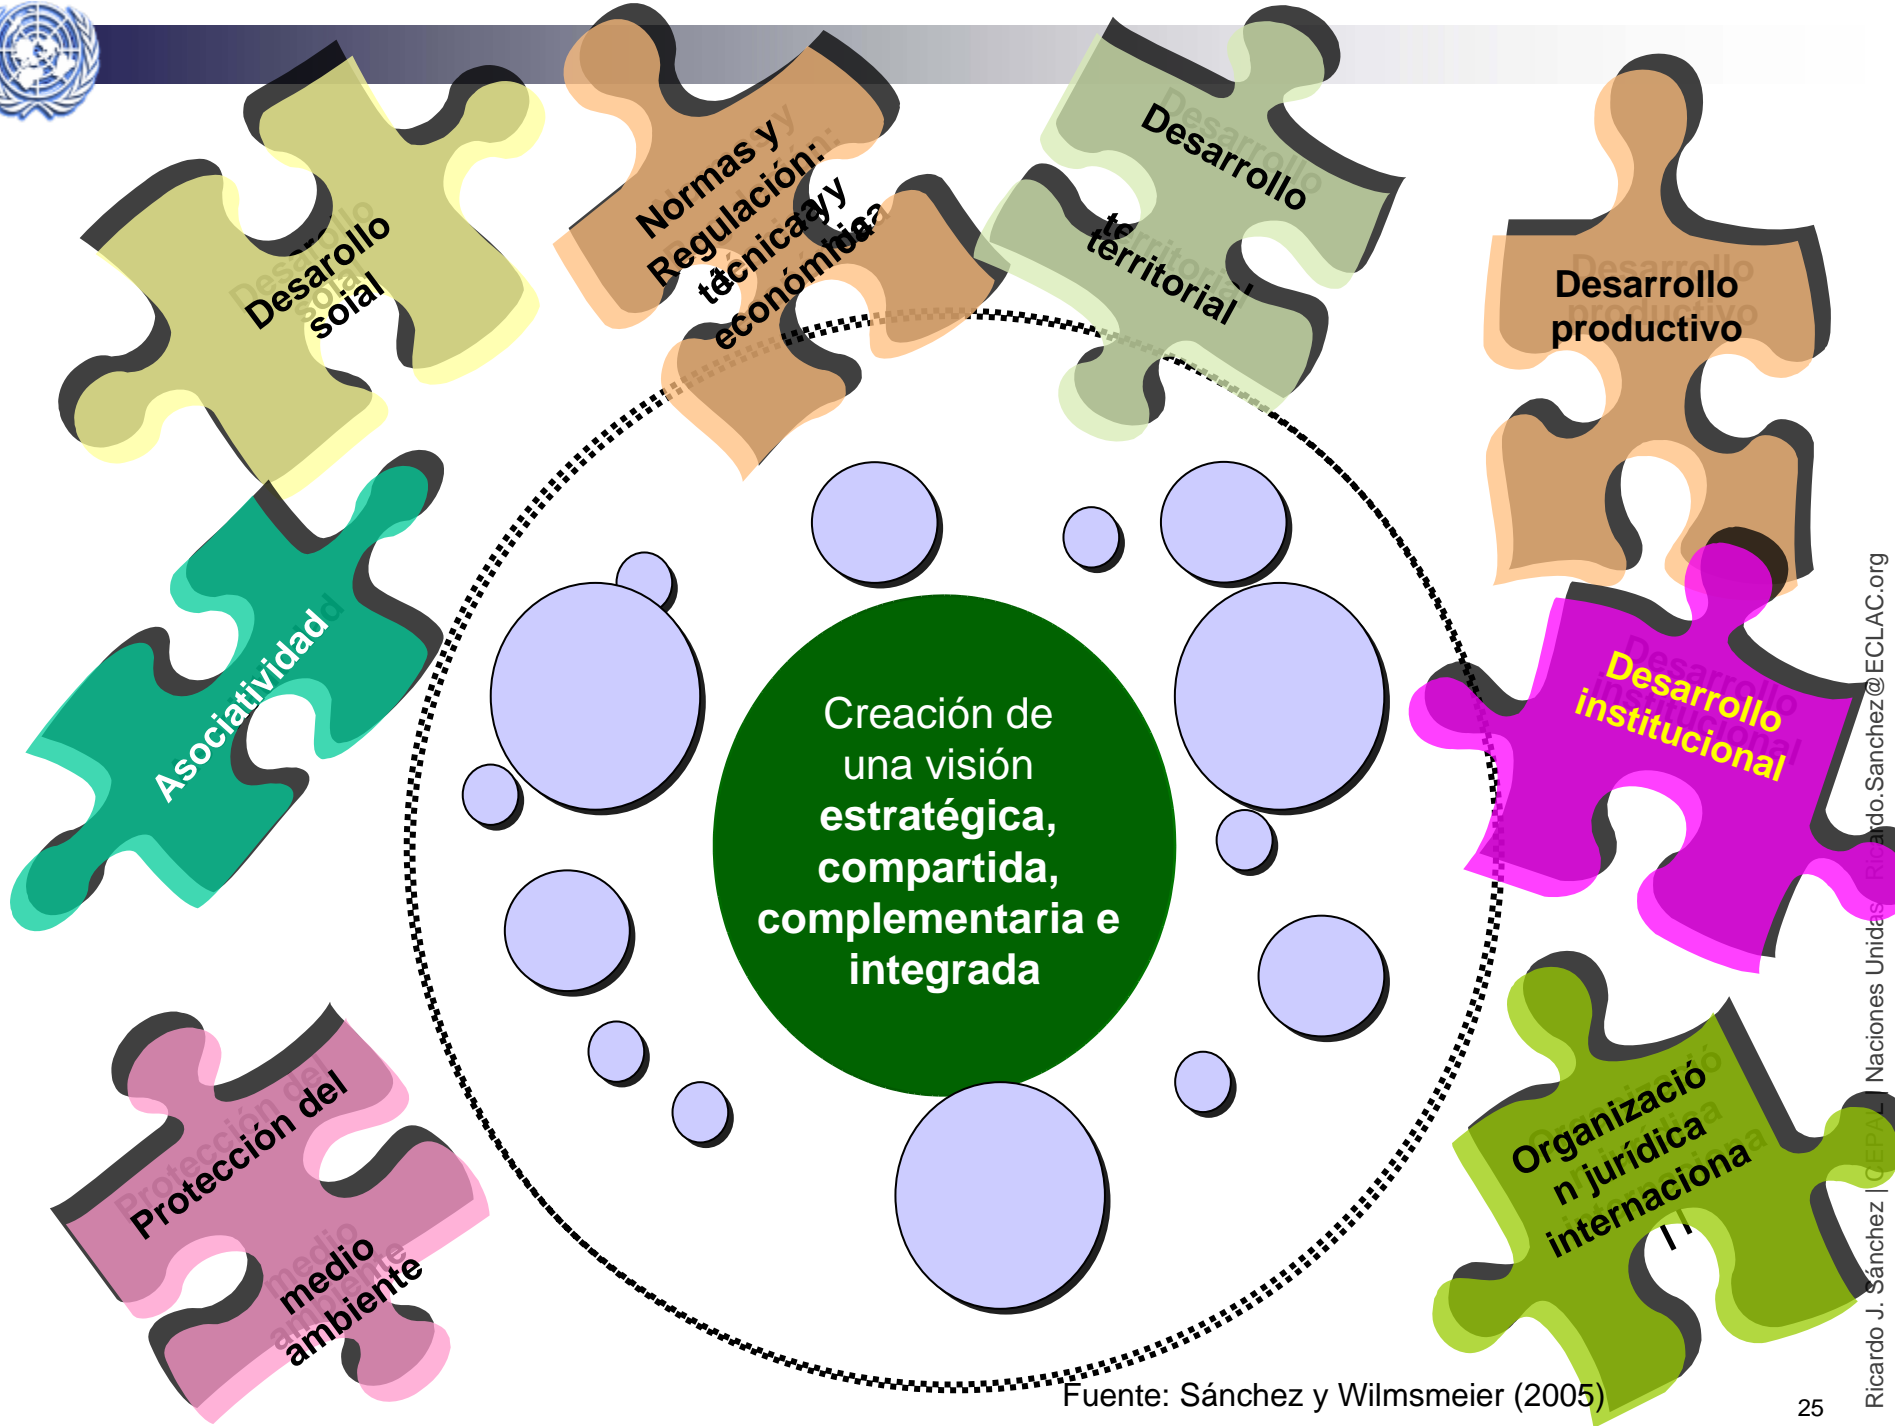 Desarollo
soial
Normas y
Regulación:
técnica y
económica
Desarrollo
territorial
Desarrollo
productivo
Asociatividad
Desarrollo
institucional
Creación de
una visión
estratégica,
compartida,
complementaria e
integrada
Protección del
medio
ambiente
Organizació
n jurídica
internaciona
l
Fuente: Sánchez y Wilmsmeier (2005)
25
Ricardo J. Sánchez | CEPAL | Naciones Unidas, Ricardo.Sanchez@ECLAC.org